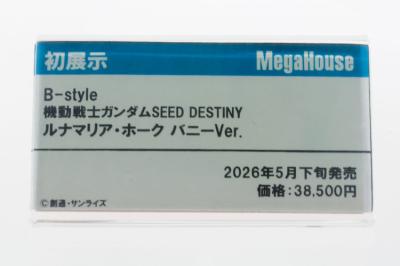 初展示 MegaHouse
B-style
機動戦士ガンダムSEED DESTINY
ルナマリア・ホーク バニーVer.
2026年5月下旬発売
価格：38,500円
©創通・サンライズ